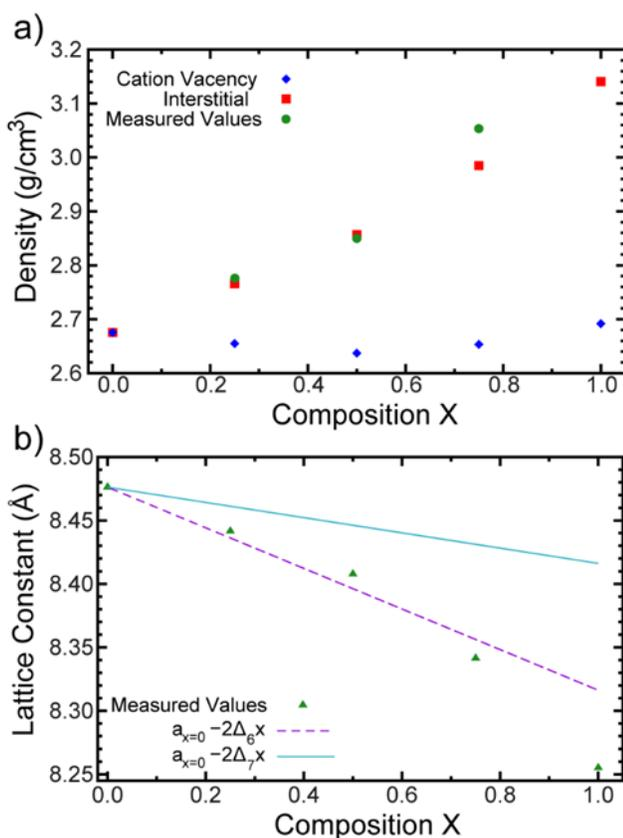 a)
3.2
3.1
3.0
2.9
2.8
2.7
2.6
Density (g/cm³)
Cation Vacency
Interstitial
Measured Values
0.0 0.2 0.4 0.6 0.8 1.0
Composition X
b)
8.50
8.45
8.40
8.35
8.30
8.25
Lattice Constant (Å)
Measured Values
aₓ₌₀ −2Δ₆x
aₓ₌₀ −2Δ₇x
0.0 0.2 0.4 0.6 0.8 1.0
Composition X